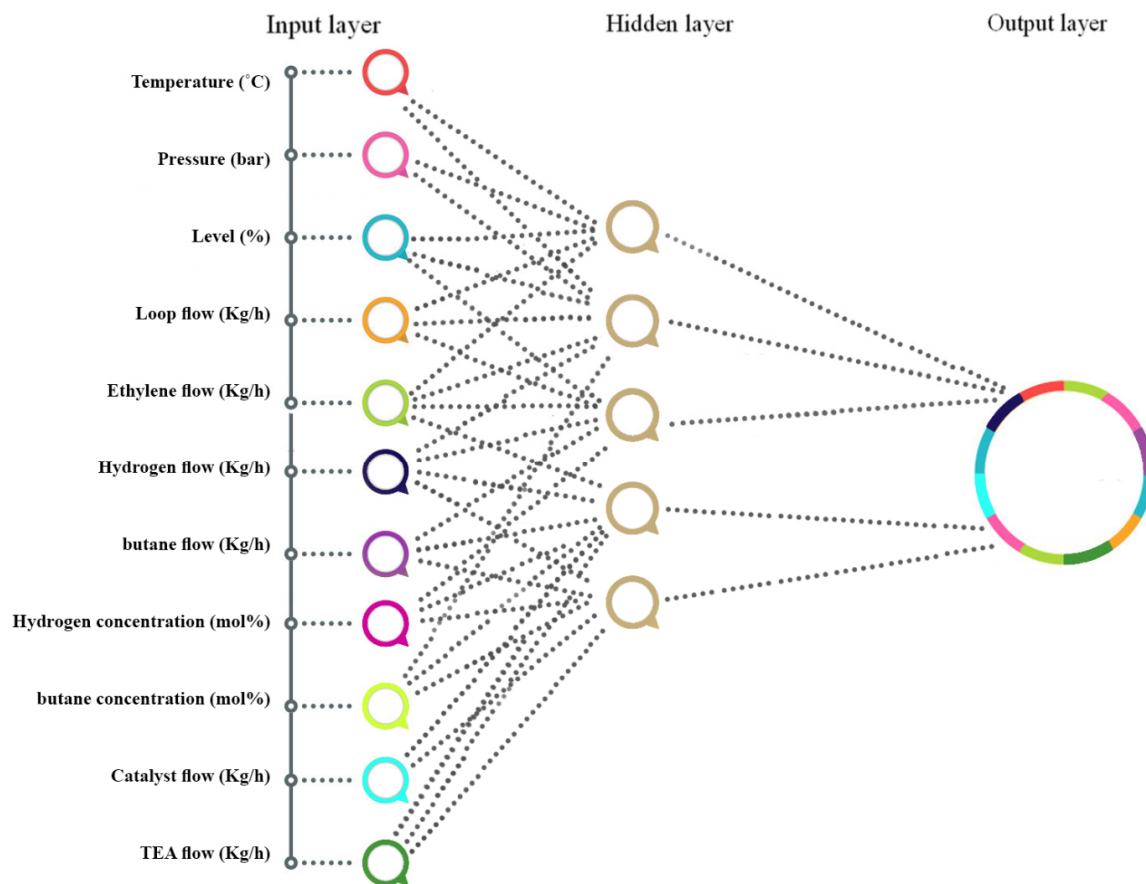 Input layer
Hidden layer
Output layer
Temperature (˚C)
Pressure (bar)
Level (%)
Loop flow (Kg/h)
Ethylene flow (Kg/h)
Hydrogen flow (Kg/h)
butane flow (Kg/h)
Hydrogen concentration (mol%)
butane concentration (mol%)
Catalyst flow (Kg/h)
TEA flow (Kg/h)